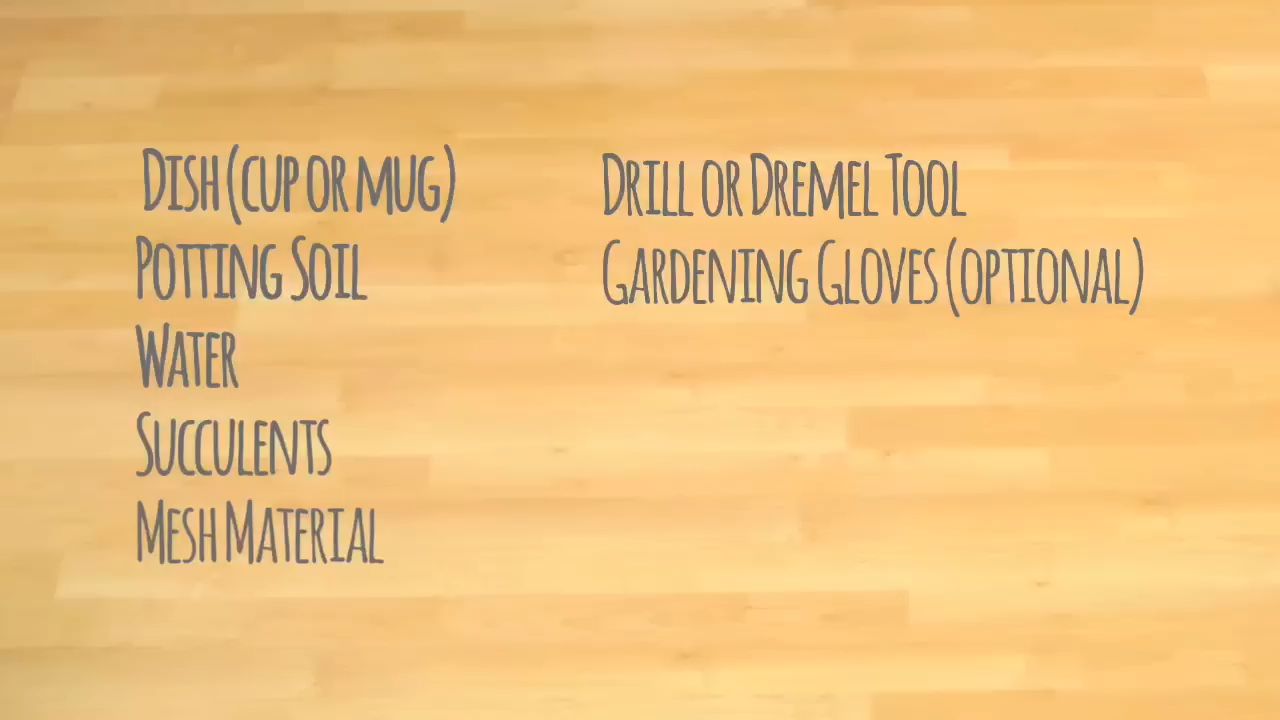 Dish (cup or mug)
Potting Soil
Water
Succulents
Mesh Material
Drill or Dremel Tool
Gardening Gloves (optional)